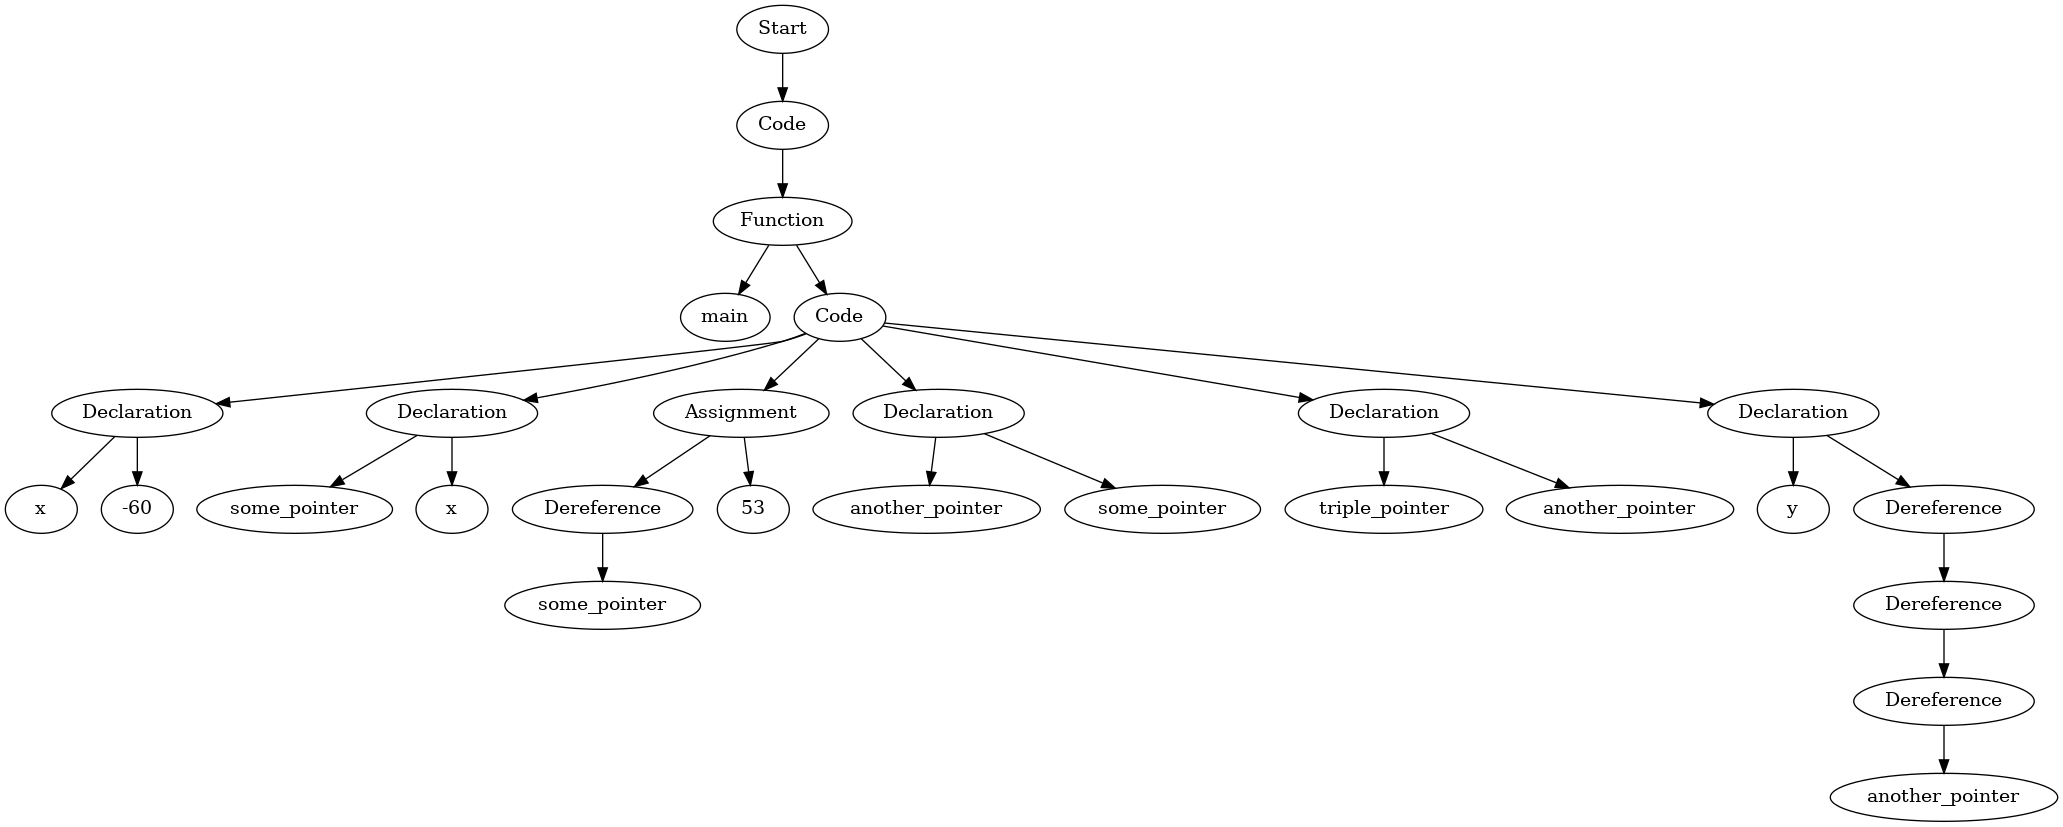 Start
Code
Function
main
Code
Declaration
Declaration
Assignment
Declaration
Declaration
Declaration
x
-60
some_pointer
x
Dereference
53
another_pointer
some_pointer
triple_pointer
another_pointer
y
Dereference
some_pointer
Dereference
Dereference
another_pointer